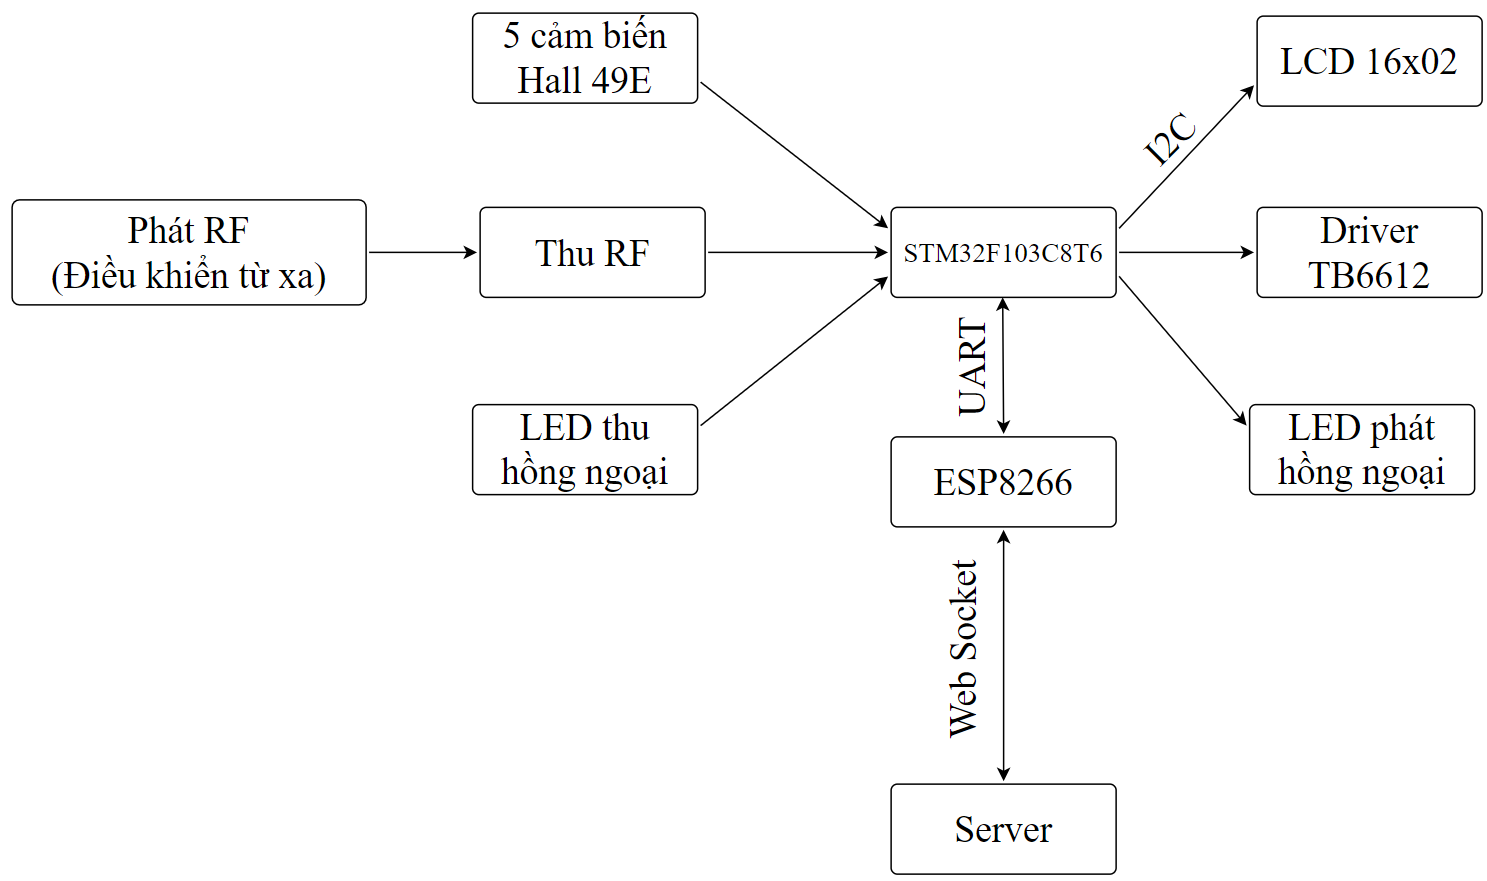 5 cảm biến
Hall 49E
LCD 16x02
I2C
Phát RF
(Điều khiển từ xa)
Thu RF
STM32F103C8T6
Driver
TB6612
UART
LED thu
hồng ngoại
ESP8266
LED phát
hồng ngoại
Web Socket
Server